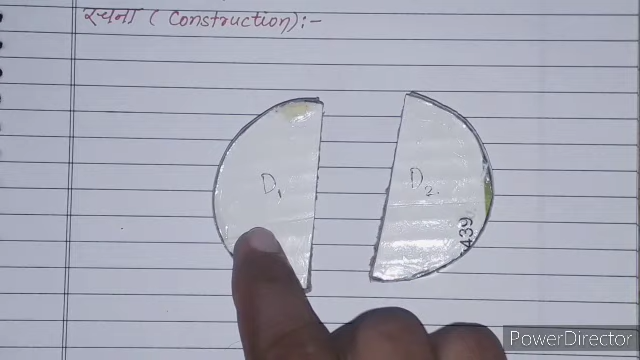 रचना ( Construction):-
D1
D2
439
PowerDirector